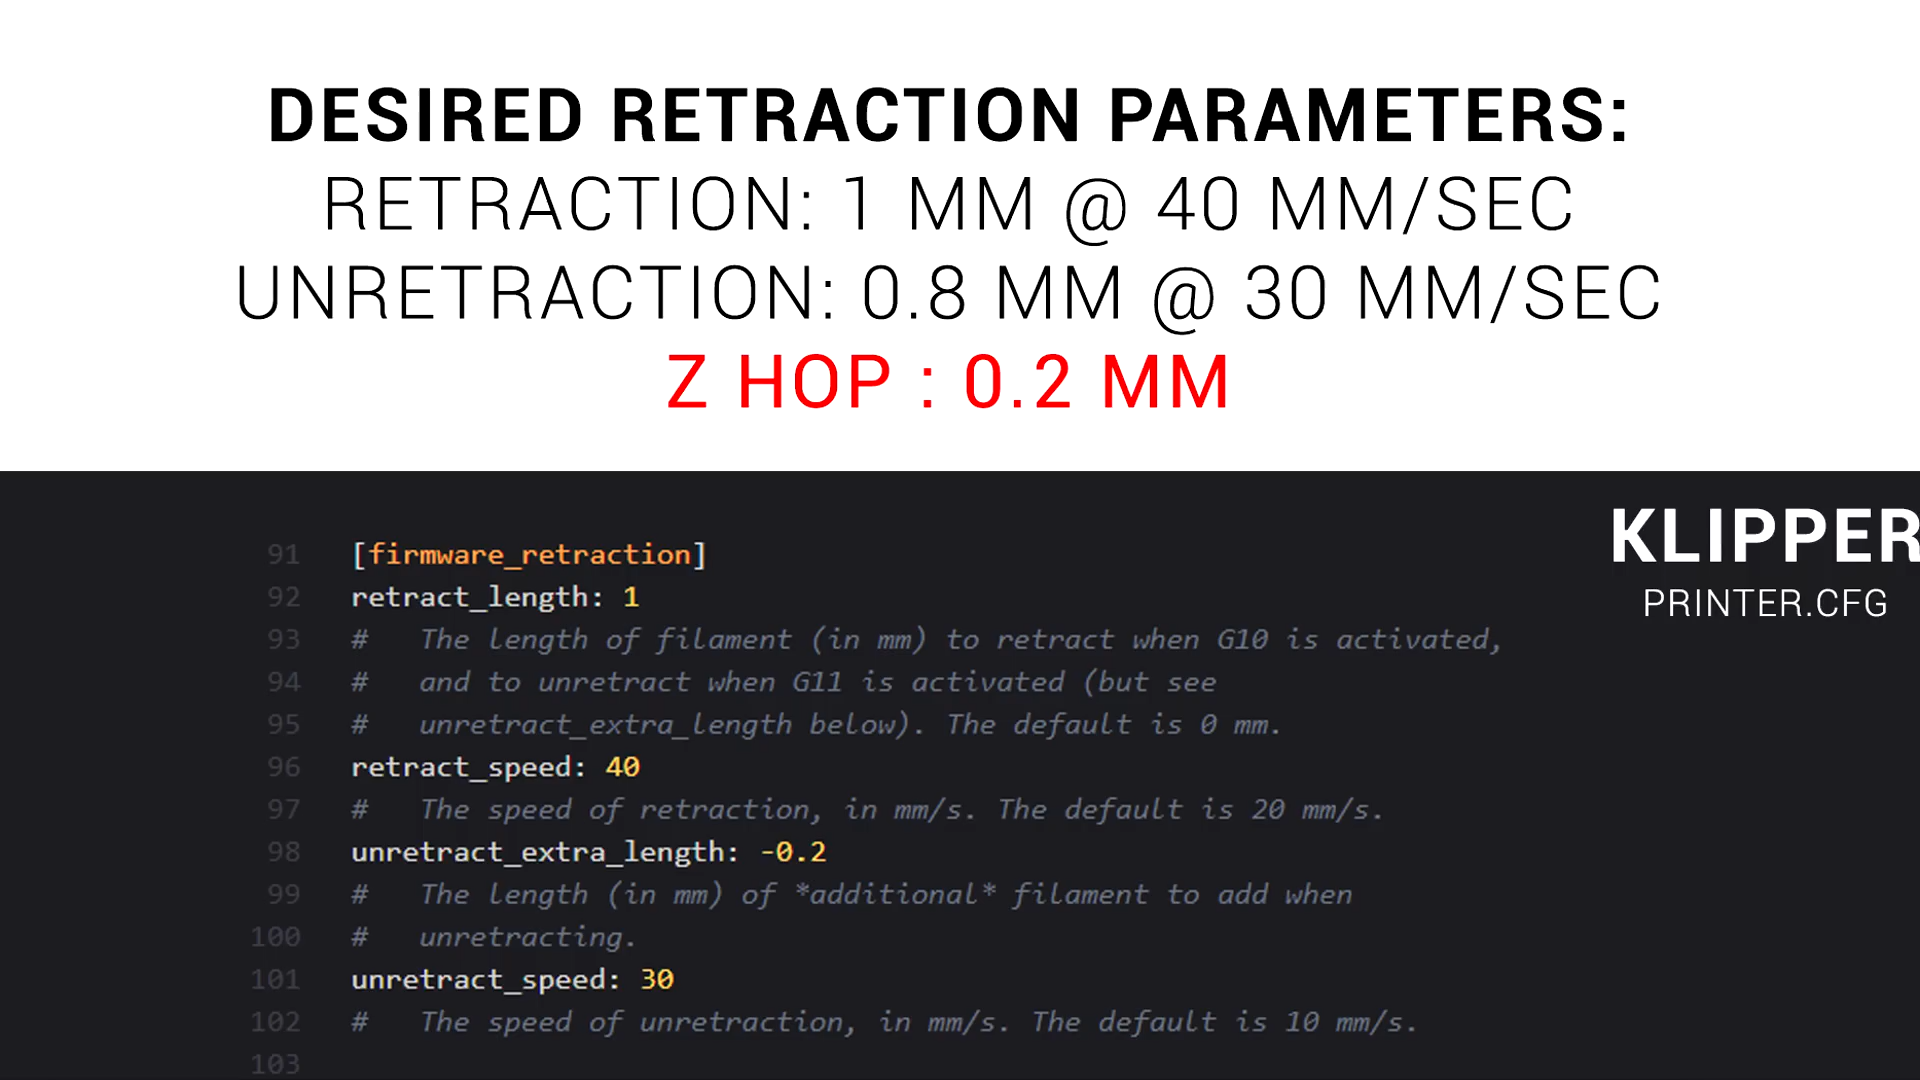 DESIRED RETRACTION PARAMETERS:
RETRACTION: 1 MM @ 40 MM/SEC
UNRETRACTION: 0.8 MM @ 30 MM/SEC
Z HOP : 0.2 MM
KLIPPER
PRINTER.CFG
91 [firmware_retraction]
92 retract_length: 1
93 # The length of filament (in mm) to retract when G10 is activated,
94 # and to unretract when G11 is activated (but see
95 # unretract_extra_length below). The default is 0 mm.
96 retract_speed: 40
97 # The speed of retraction, in mm/s. The default is 20 mm/s.
98 unretract_extra_length: -0.2
99 # The length (in mm) of *additional* filament to add when
100 # unretracting.
101 unretract_speed: 30
102 # The speed of unretraction, in mm/s. The default is 10 mm/s.
103